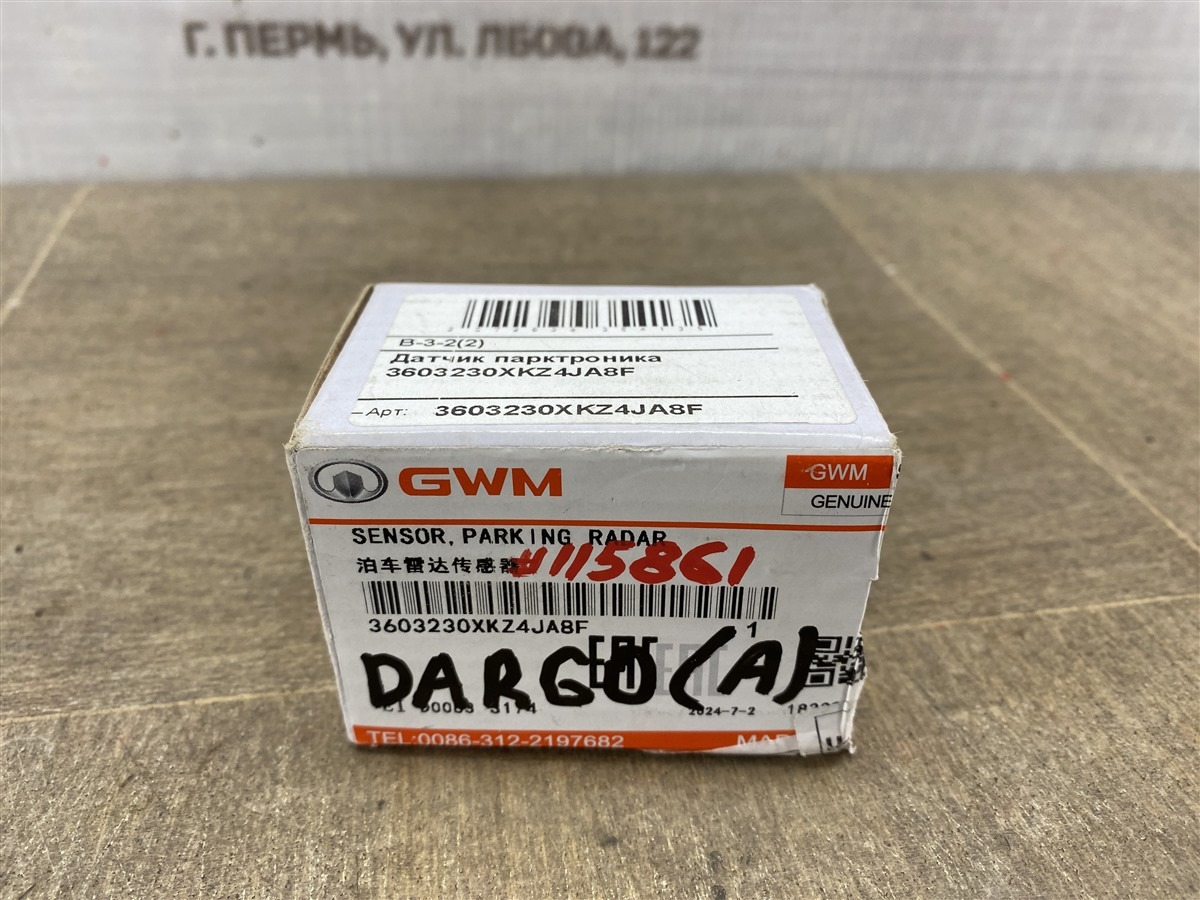 Г. ПЕРМЬ, УЛ. ЛБОВА, 122
В-3-2(2)
Датчик парктроника
3603230XKZ4JA8F
Арт: 3603230XKZ4JA8F
GWM
GWM
GENUINE
SENSOR, PARKING RADAR
泊车雷达传感器
#115861
3603230XKZ4JA8F 1
DARGO (A)
2024-7-2
TEL:0086-312-2197682